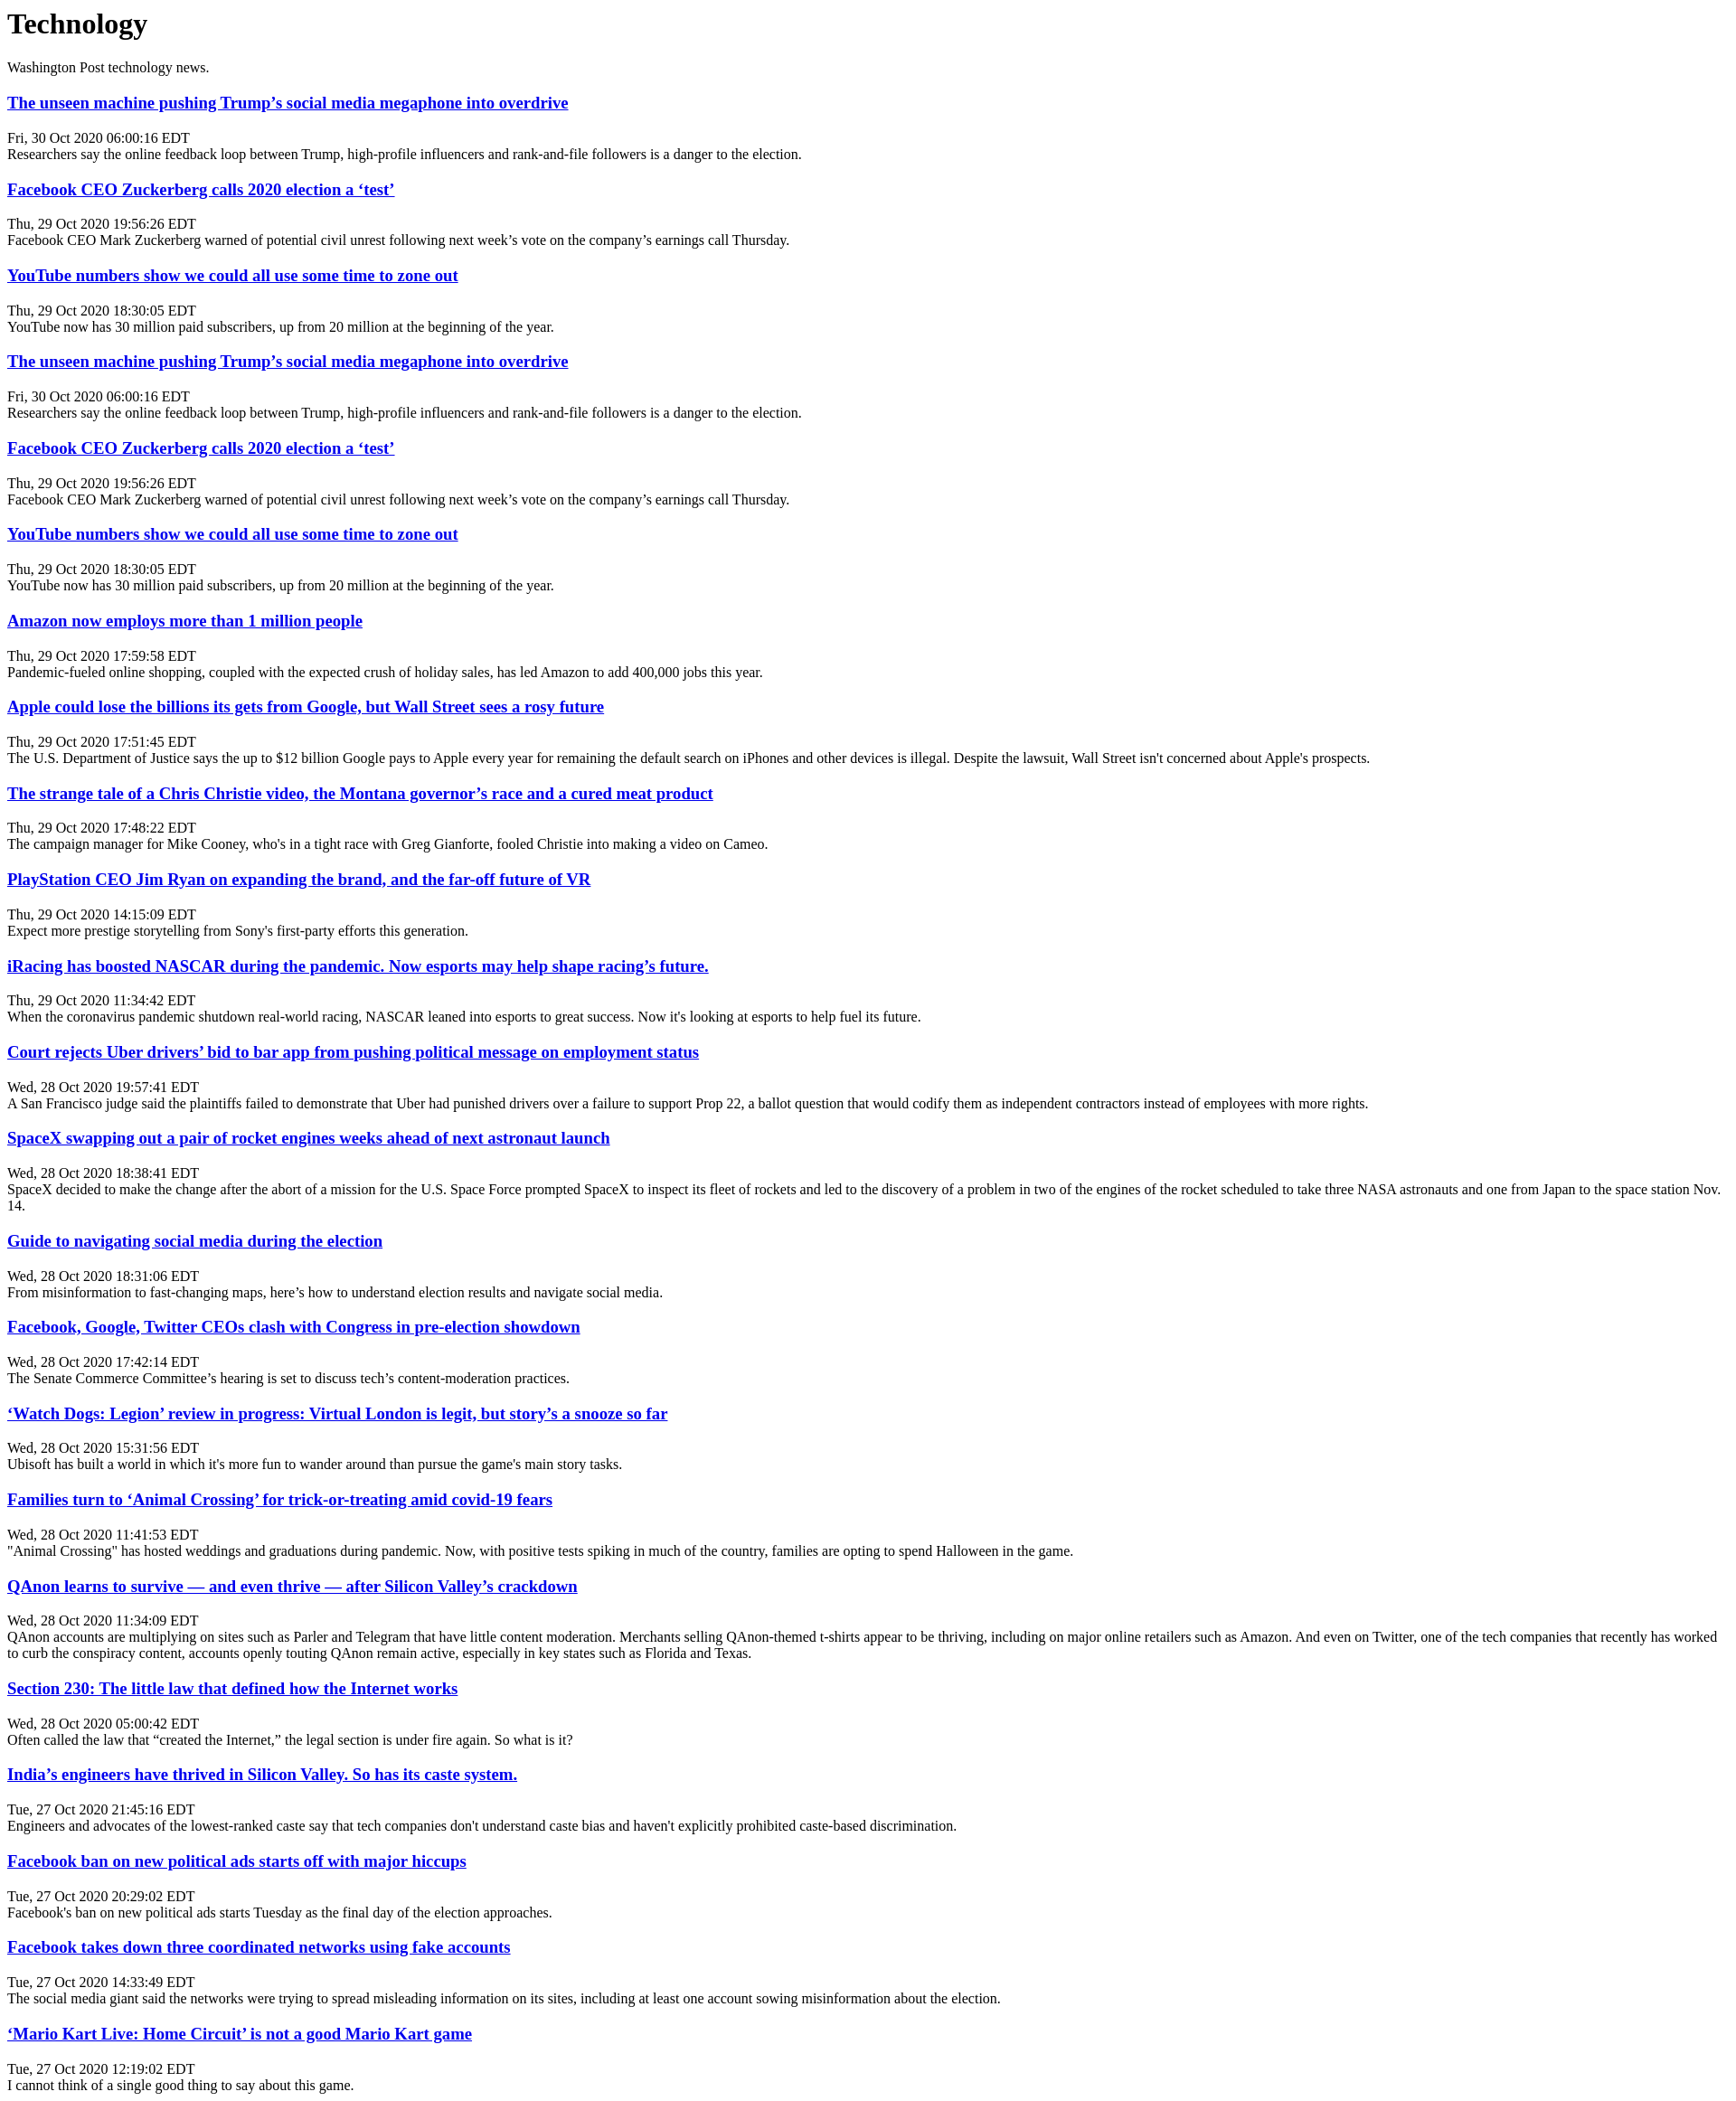 Technology
Washington Post technology news.
The unseen machine pushing Trump’s social media megaphone into overdrive
Fri, 30 Oct 2020 06:00:16 EDT
Researchers say the online feedback loop between Trump, high-profile influencers and rank-and-file followers is a danger to the election.
Facebook CEO Zuckerberg calls 2020 election a ‘test’
Thu, 29 Oct 2020 19:56:26 EDT
Facebook CEO Mark Zuckerberg warned of potential civil unrest following next week’s vote on the company’s earnings call Thursday.
YouTube numbers show we could all use some time to zone out
Thu, 29 Oct 2020 18:30:05 EDT
YouTube now has 30 million paid subscribers, up from 20 million at the beginning of the year.
The unseen machine pushing Trump’s social media megaphone into overdrive
Fri, 30 Oct 2020 06:00:16 EDT
Researchers say the online feedback loop between Trump, high-profile influencers and rank-and-file followers is a danger to the election.
Facebook CEO Zuckerberg calls 2020 election a ‘test’
Thu, 29 Oct 2020 19:56:26 EDT
Facebook CEO Mark Zuckerberg warned of potential civil unrest following next week’s vote on the company’s earnings call Thursday.
YouTube numbers show we could all use some time to zone out
Thu, 29 Oct 2020 18:30:05 EDT
YouTube now has 30 million paid subscribers, up from 20 million at the beginning of the year.
Amazon now employs more than 1 million people
Thu, 29 Oct 2020 17:59:58 EDT
Pandemic-fueled online shopping, coupled with the expected crush of holiday sales, has led Amazon to add 400,000 jobs this year.
Apple could lose the billions its gets from Google, but Wall Street sees a rosy future
Thu, 29 Oct 2020 17:51:45 EDT
The U.S. Department of Justice says the up to $12 billion Google pays to Apple every year for remaining the default search on iPhones and other devices is illegal. Despite the lawsuit, Wall Street isn't concerned about Apple's prospects.
The strange tale of a Chris Christie video, the Montana governor’s race and a cured meat product
Thu, 29 Oct 2020 17:48:22 EDT
The campaign manager for Mike Cooney, who's in a tight race with Greg Gianforte, fooled Christie into making a video on Cameo.
PlayStation CEO Jim Ryan on expanding the brand, and the far-off future of VR
Thu, 29 Oct 2020 14:15:09 EDT
Expect more prestige storytelling from Sony's first-party efforts this generation.
iRacing has boosted NASCAR during the pandemic. Now esports may help shape racing’s future.
Thu, 29 Oct 2020 11:34:42 EDT
When the coronavirus pandemic shutdown real-world racing, NASCAR leaned into esports to great success. Now it's looking at esports to help fuel its future.
Court rejects Uber drivers’ bid to bar app from pushing political message on employment status
Wed, 28 Oct 2020 19:57:41 EDT
A San Francisco judge said the plaintiffs failed to demonstrate that Uber had punished drivers over a failure to support Prop 22, a ballot question that would codify them as independent contractors instead of employees with more rights.
SpaceX swapping out a pair of rocket engines weeks ahead of next astronaut launch
Wed, 28 Oct 2020 18:38:41 EDT
SpaceX decided to make the change after the abort of a mission for the U.S. Space Force prompted SpaceX to inspect its fleet of rockets and led to the discovery of a problem in two of the engines of the rocket scheduled to take three NASA astronauts and one from Japan to the space station Nov.
14.
Guide to navigating social media during the election
Wed, 28 Oct 2020 18:31:06 EDT
From misinformation to fast-changing maps, here’s how to understand election results and navigate social media.
Facebook, Google, Twitter CEOs clash with Congress in pre-election showdown
Wed, 28 Oct 2020 17:42:14 EDT
The Senate Commerce Committee’s hearing is set to discuss tech’s content-moderation practices.
‘Watch Dogs: Legion’ review in progress: Virtual London is legit, but story’s a snooze so far
Wed, 28 Oct 2020 15:31:56 EDT
Ubisoft has built a world in which it's more fun to wander around than pursue the game's main story tasks.
Families turn to ‘Animal Crossing’ for trick-or-treating amid covid-19 fears
Wed, 28 Oct 2020 11:41:53 EDT
"Animal Crossing" has hosted weddings and graduations during pandemic. Now, with positive tests spiking in much of the country, families are opting to spend Halloween in the game.
QAnon learns to survive — and even thrive — after Silicon Valley’s crackdown
Wed, 28 Oct 2020 11:34:09 EDT
QAnon accounts are multiplying on sites such as Parler and Telegram that have little content moderation. Merchants selling QAnon-themed t-shirts appear to be thriving, including on major online retailers such as Amazon. And even on Twitter, one of the tech companies that recently has worked
to curb the conspiracy content, accounts openly touting QAnon remain active, especially in key states such as Florida and Texas.
Section 230: The little law that defined how the Internet works
Wed, 28 Oct 2020 05:00:42 EDT
Often called the law that “created the Internet,” the legal section is under fire again. So what is it?
India’s engineers have thrived in Silicon Valley. So has its caste system.
Tue, 27 Oct 2020 21:45:16 EDT
Engineers and advocates of the lowest-ranked caste say that tech companies don't understand caste bias and haven't explicitly prohibited caste-based discrimination.
Facebook ban on new political ads starts off with major hiccups
Tue, 27 Oct 2020 20:29:02 EDT
Facebook's ban on new political ads starts Tuesday as the final day of the election approaches.
Facebook takes down three coordinated networks using fake accounts
Tue, 27 Oct 2020 14:33:49 EDT
The social media giant said the networks were trying to spread misleading information on its sites, including at least one account sowing misinformation about the election.
‘Mario Kart Live: Home Circuit’ is not a good Mario Kart game
Tue, 27 Oct 2020 12:19:02 EDT
I cannot think of a single good thing to say about this game.